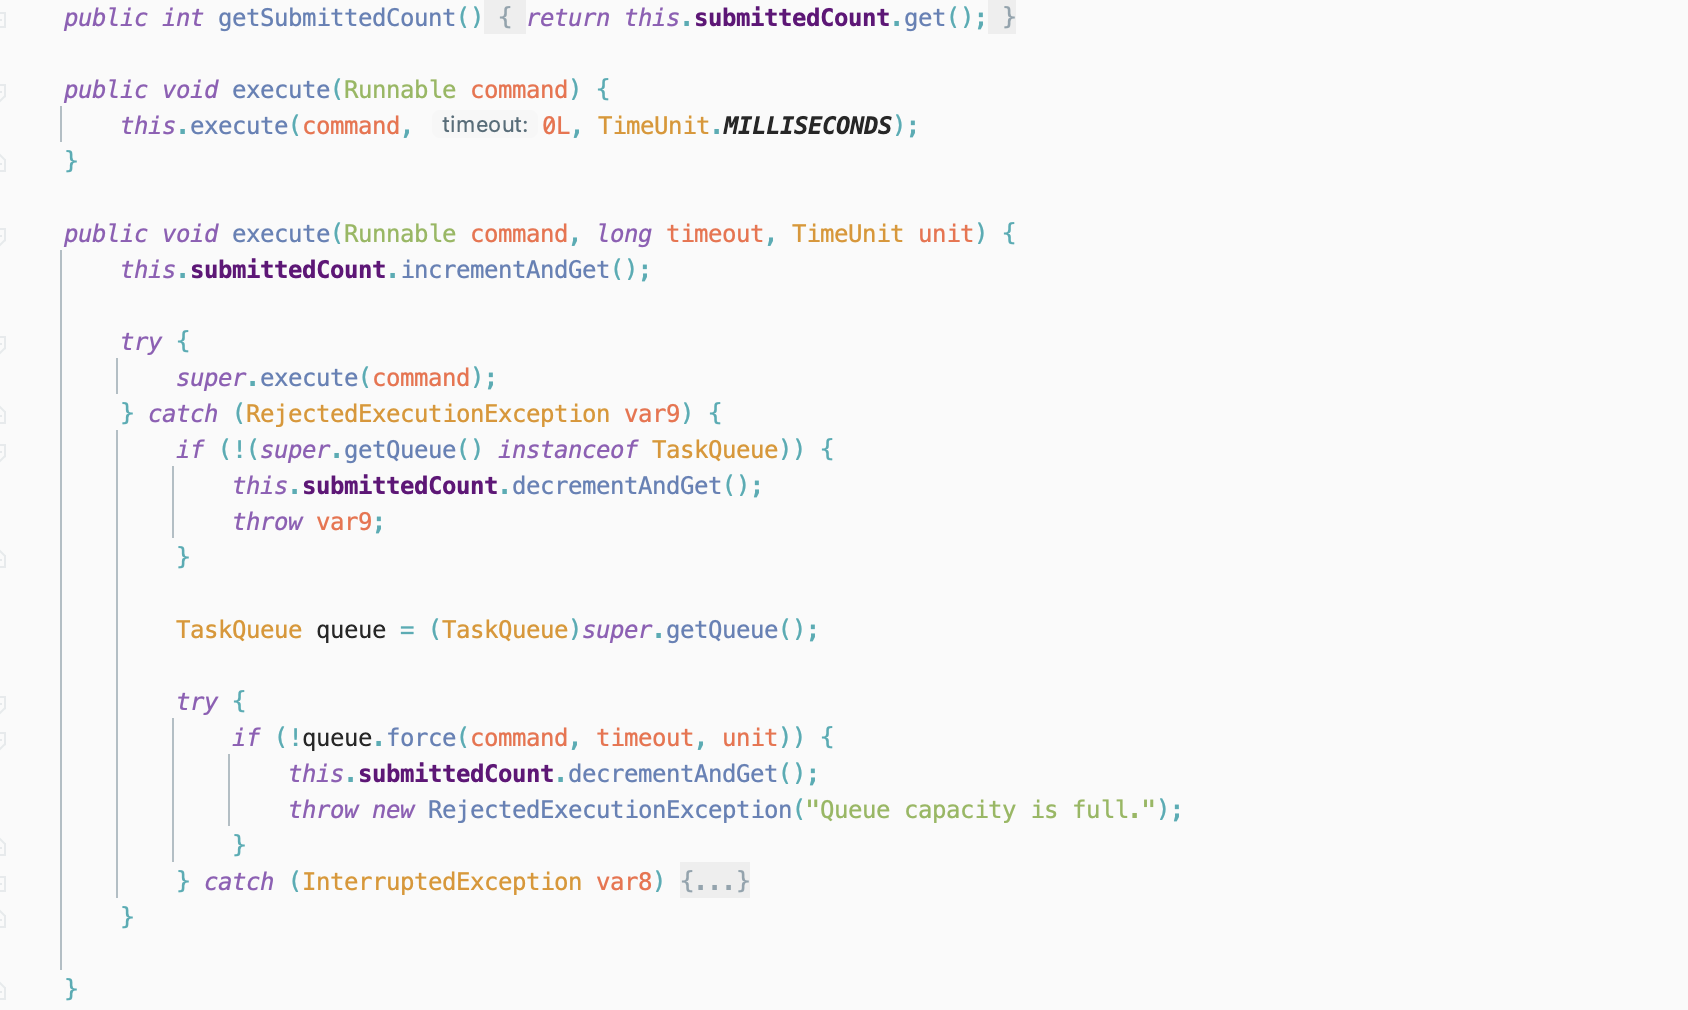 public int getSubmittedCount() { return this.submittedCount.get(); }
public void execute(Runnable command) {
this.execute(command, timeout: 0L, TimeUnit.MILLISECONDS);
}
public void execute(Runnable command, long timeout, TimeUnit unit) {
this.submittedCount.incrementAndGet();
try {
super.execute(command);
} catch (RejectedExecutionException var9) {
if (!(super.getQueue() instanceof TaskQueue)) {
this.submittedCount.decrementAndGet();
throw var9;
}
TaskQueue queue = (TaskQueue)super.getQueue();
try {
if (!queue.force(command, timeout, unit)) {
this.submittedCount.decrementAndGet();
throw new RejectedExecutionException("Queue capacity is full.");
}
} catch (InterruptedException var8) {...}
}
}